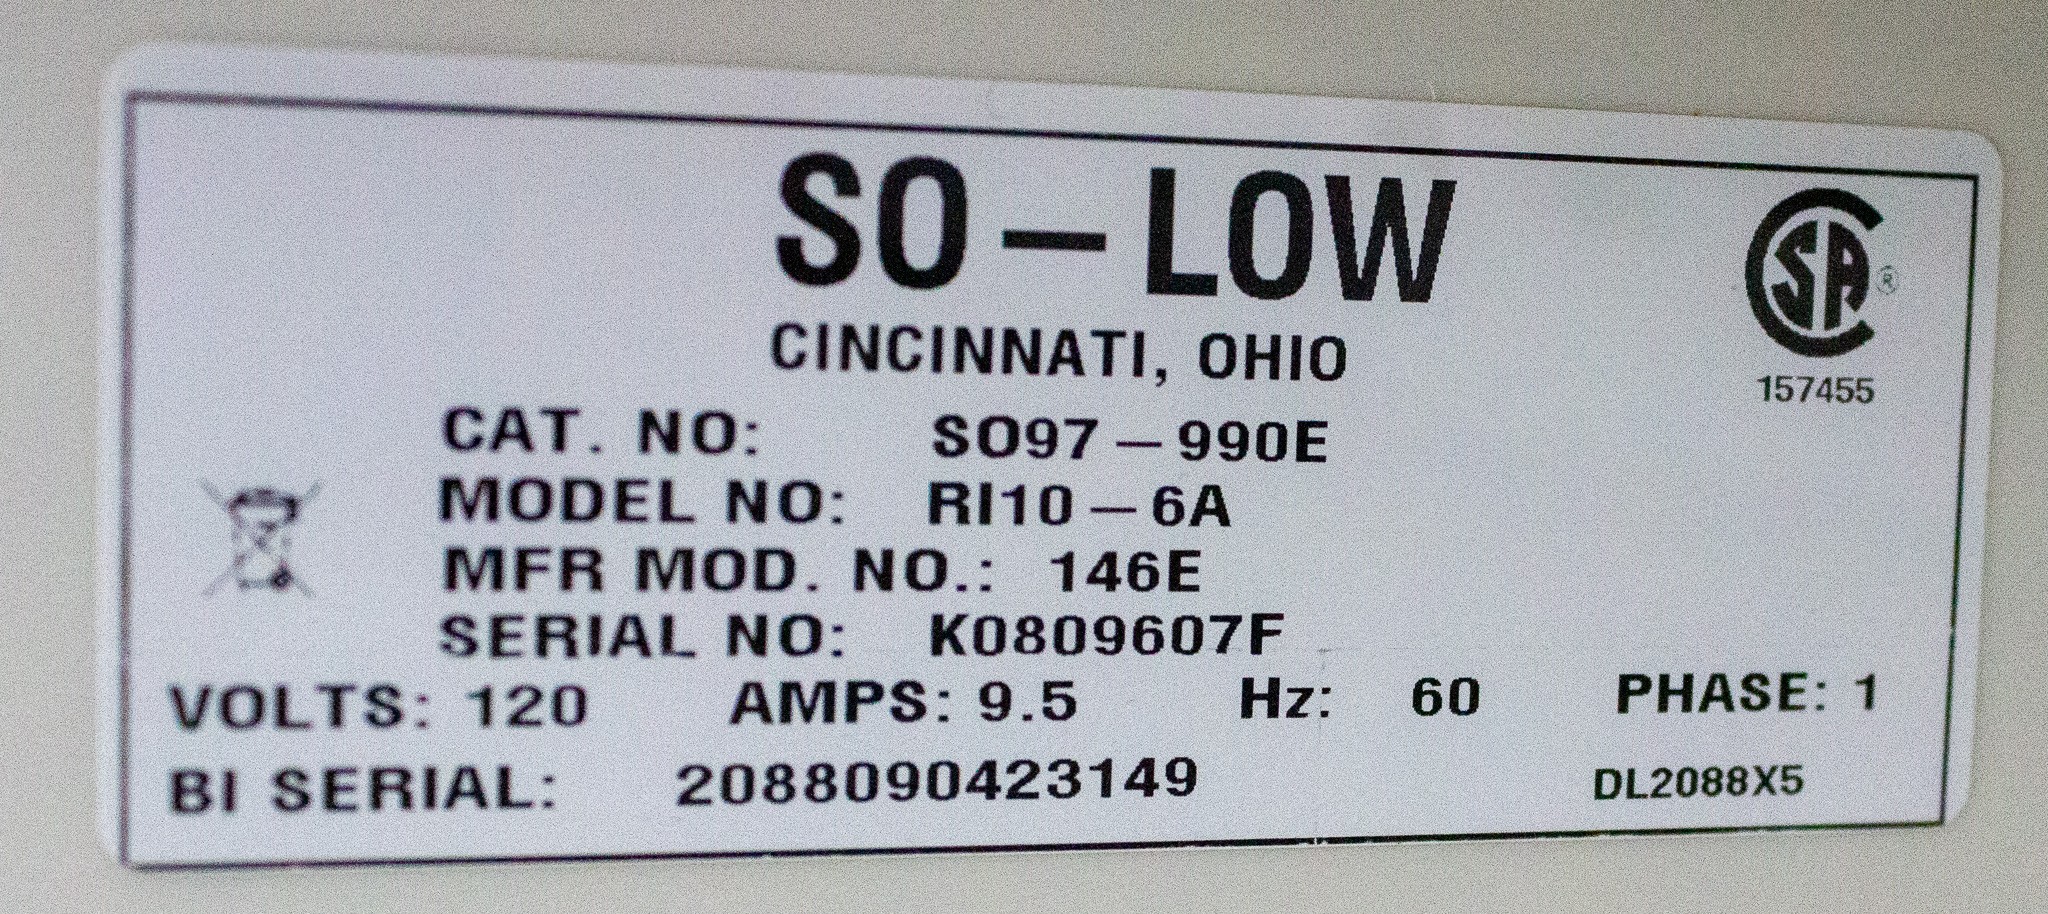 SO-LOW
CINCINNATI, OHIO
CSA ®
157455
CAT. NO: SO97-990E
MODEL NO: RI10-6A
MFR MOD. NO.: 146E
SERIAL NO: K0809607F
VOLTS: 120 AMPS: 9.5 Hz: 60 PHASE: 1
BI SERIAL: 2088090423149 DL2088X5